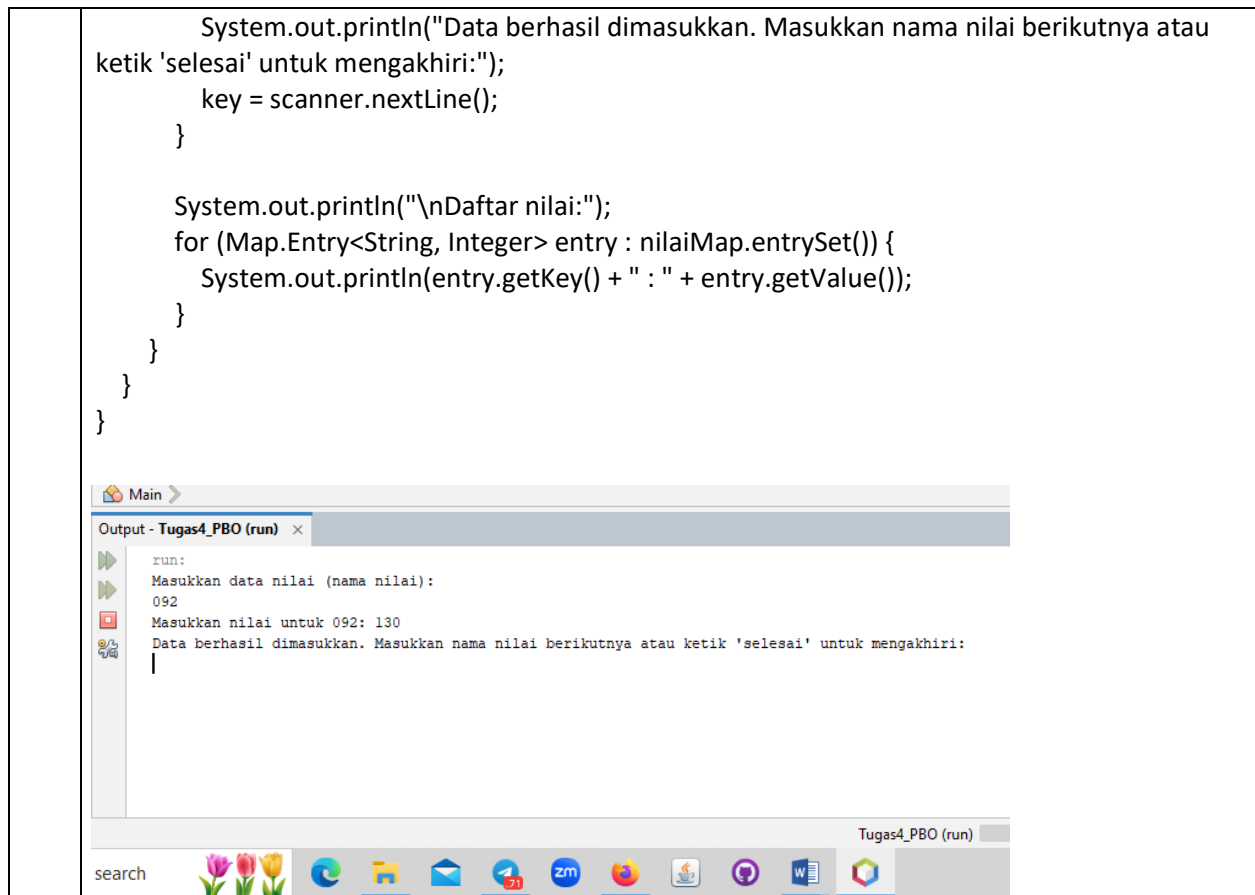 System.out.println("Data berhasil dimasukkan. Masukkan nama nilai berikutnya atau
ketik 'selesai' untuk mengakhiri:");
key = scanner.nextLine();
}
System.out.println("\nDaftar nilai:");
for (Map.Entry<String, Integer> entry : nilaiMap.entrySet()) {
System.out.println(entry.getKey() + " : " + entry.getValue());
}
}
}
}
Main
Output - Tugas4_PBO (run) ×
run:
Masukkan data nilai (nama nilai):
092
Masukkan nilai untuk 092: 130
Data berhasil dimasukkan. Masukkan nama nilai berikutnya atau ketik 'selesai' untuk mengakhiri:
Tugas4_PBO (run)
search
71
zm
W